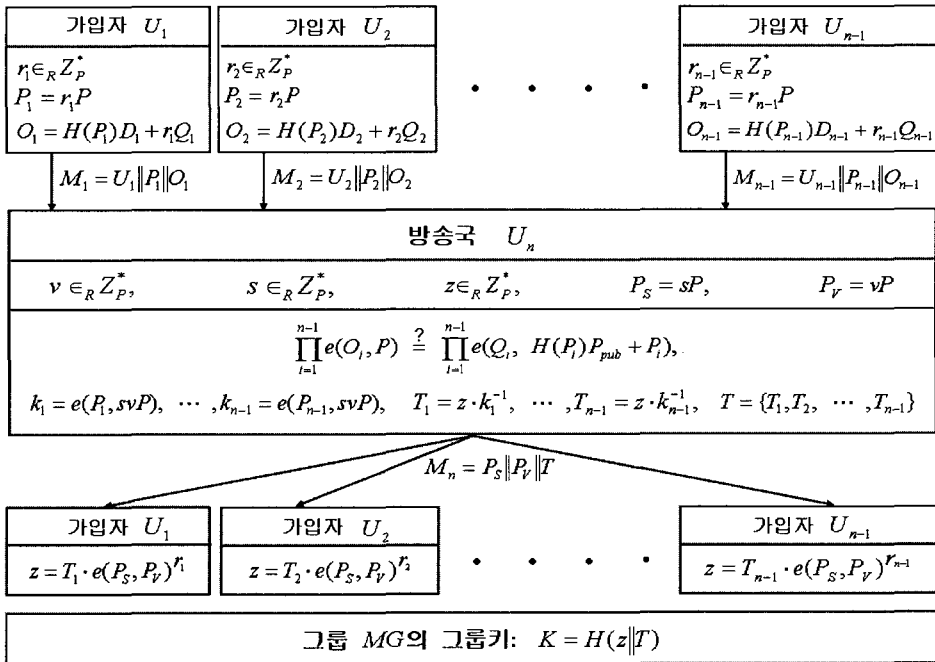 가입자 U_1
r_1 ∈_R Z_P^*
P_1 = r_1P
O_1 = H(P_1)D_1 + r_1Q_1
가입자 U_2
r_2 ∈_R Z_P^*
P_2 = r_2P
O_2 = H(P_2)D_2 + r_2Q_2
• • • •
가입자 U_{n-1}
r_{n-1} ∈_R Z_P^*
P_{n-1} = r_{n-1}P
O_{n-1} = H(P_{n-1})D_{n-1} + r_{n-1}Q_{n-1}
M_1 = U_1‖P_1‖O_1
M_2 = U_2‖P_2‖O_2
M_{n-1} = U_{n-1}‖P_{n-1}‖O_{n-1}
방송국 U_n
v ∈_R Z_P^*, s ∈_R Z_P^*, z ∈_R Z_P^*, P_S = sP, P_V = vP
∏_{i=1}^{n-1} e(O_i, P) ≟ ∏_{i=1}^{n-1} e(Q_i, H(P_i)P_{pub} + P_i),
k_1 = e(P_1, svP), ⋯, k_{n-1} = e(P_{n-1}, svP), T_1 = z·k_1^{-1}, ⋯, T_{n-1} = z·k_{n-1}^{-1}, T = {T_1, T_2, ⋯, T_{n-1}}
M_n = P_S‖P_V‖T
가입자 U_1
z = T_1·e(P_S, P_V)^{r_1}
가입자 U_2
z = T_2·e(P_S, P_V)^{r_2}
• • • •
가입자 U_{n-1}
z = T_{n-1}·e(P_S, P_V)^{r_{n-1}}
그룹 MG의 그룹키: K = H(z‖T)